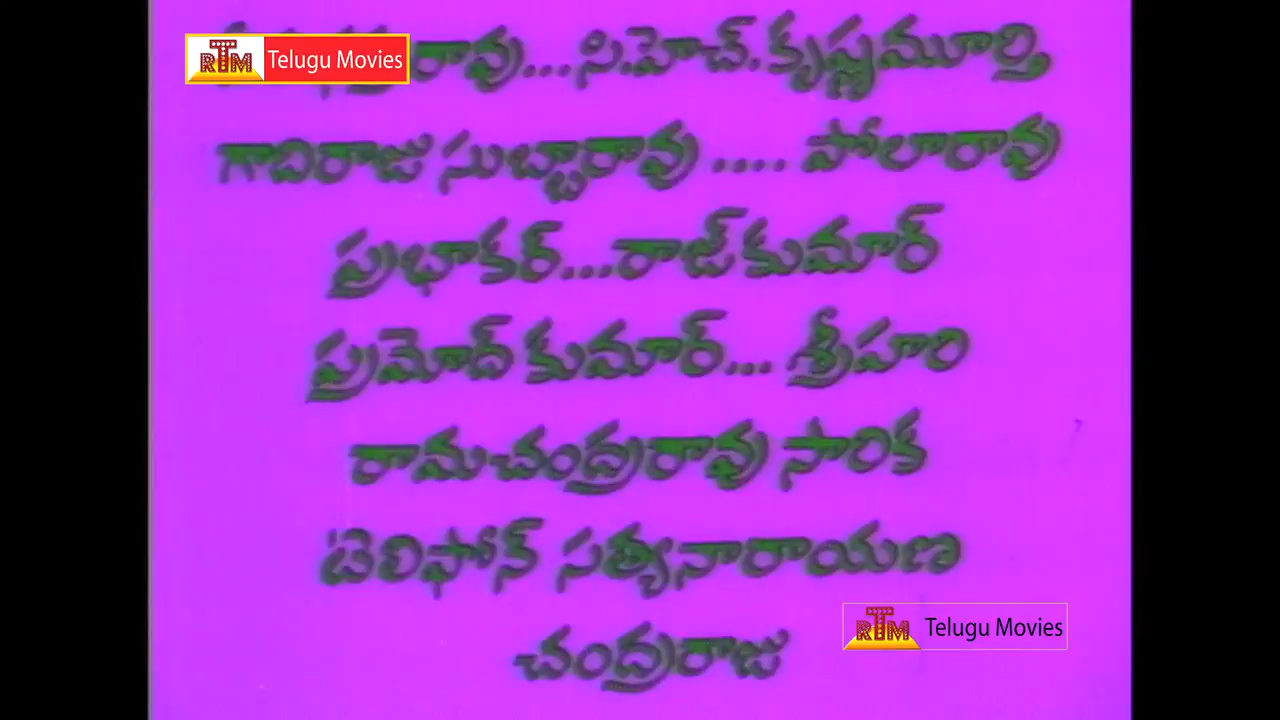 RTM Telugu Movies
రావు...సి.హెచ్.కృష్ణమూర్తి
గాదిరాజు సుబ్బారావు .... పోలారావు
ప్రభాకర్...రాజ్ కుమార్
ప్రమోద్ కుమార్... శ్రీహరి
రామచంద్రరావు సారిక
టెలిఫోన్ సత్యనారాయణ
RTM Telugu Movies
చంద్రరాజు